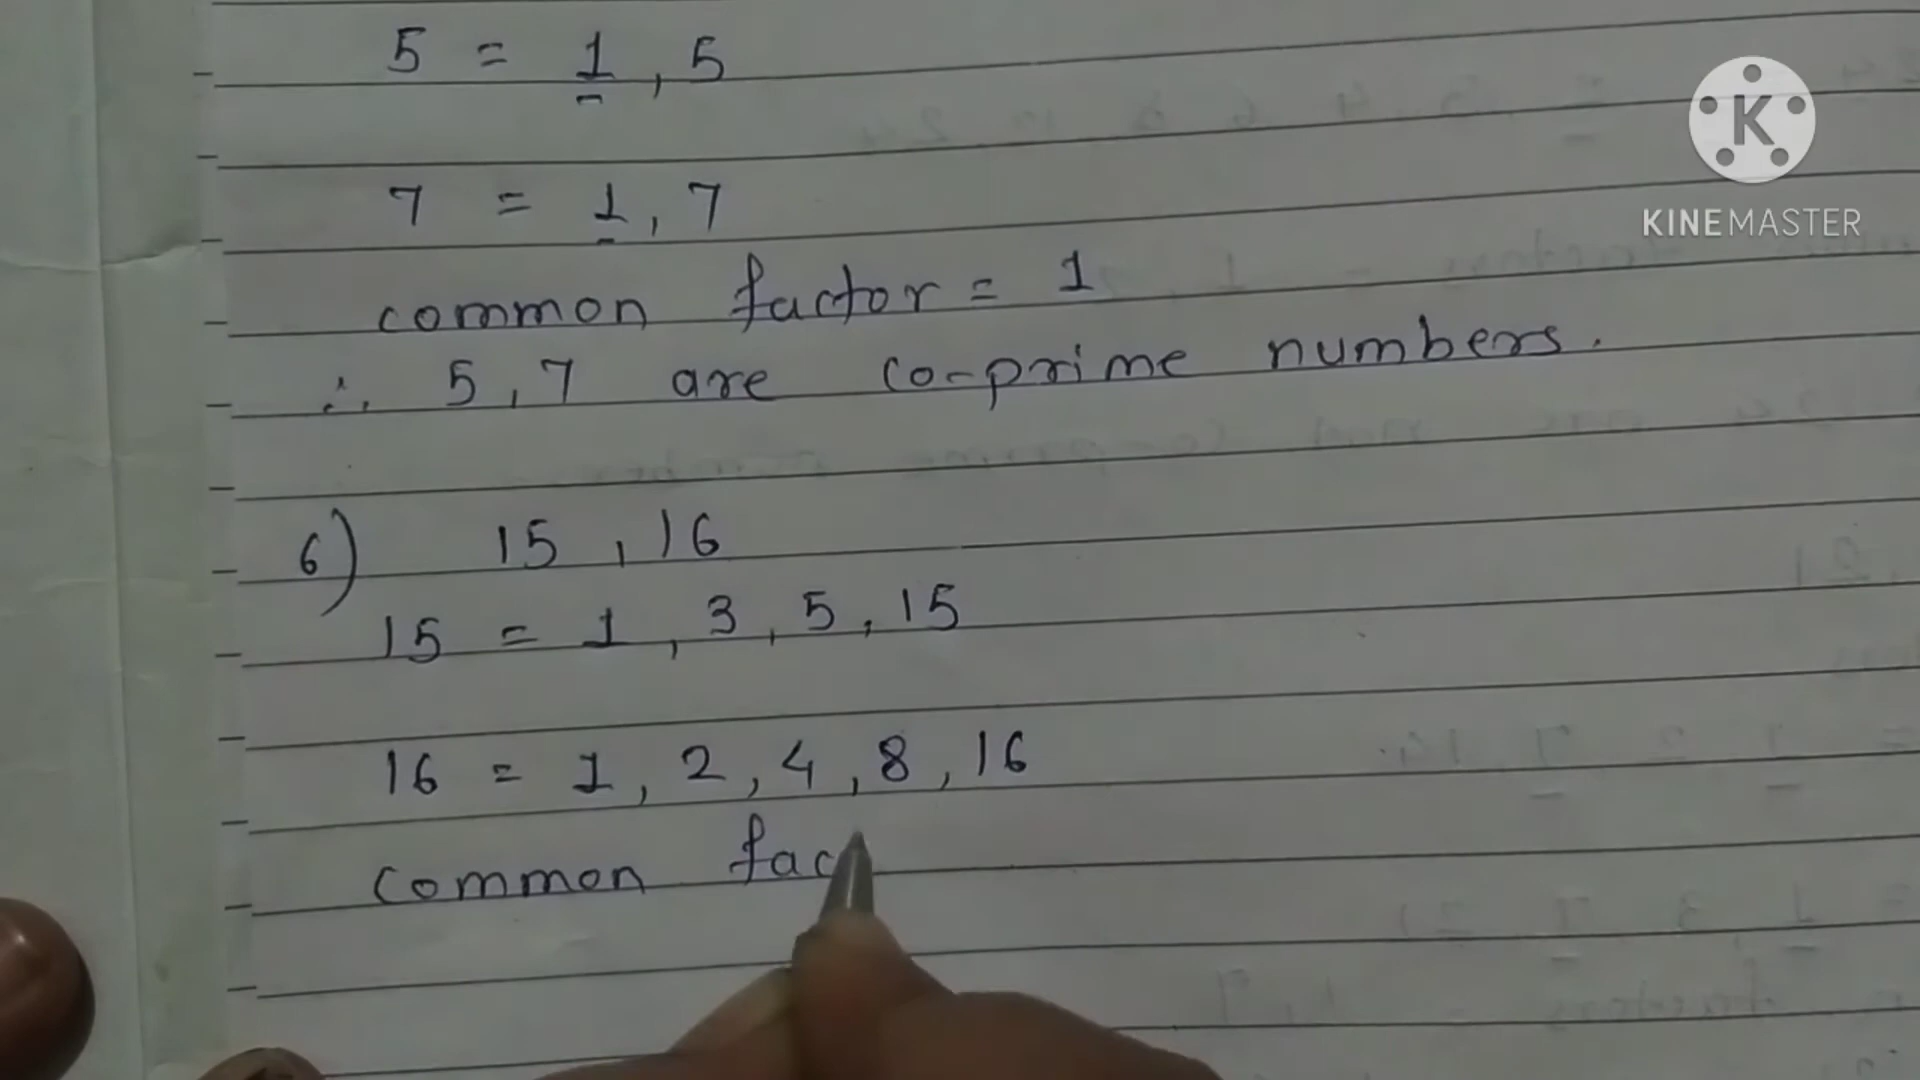 5 = 1, 5
7 = 1, 7
common factor = 1
∴ 5, 7 are co-prime numbers.
6) 15, 16
15 = 1, 3, 5, 15
16 = 1, 2, 4, 8, 16
common fac
K
KINEMASTER